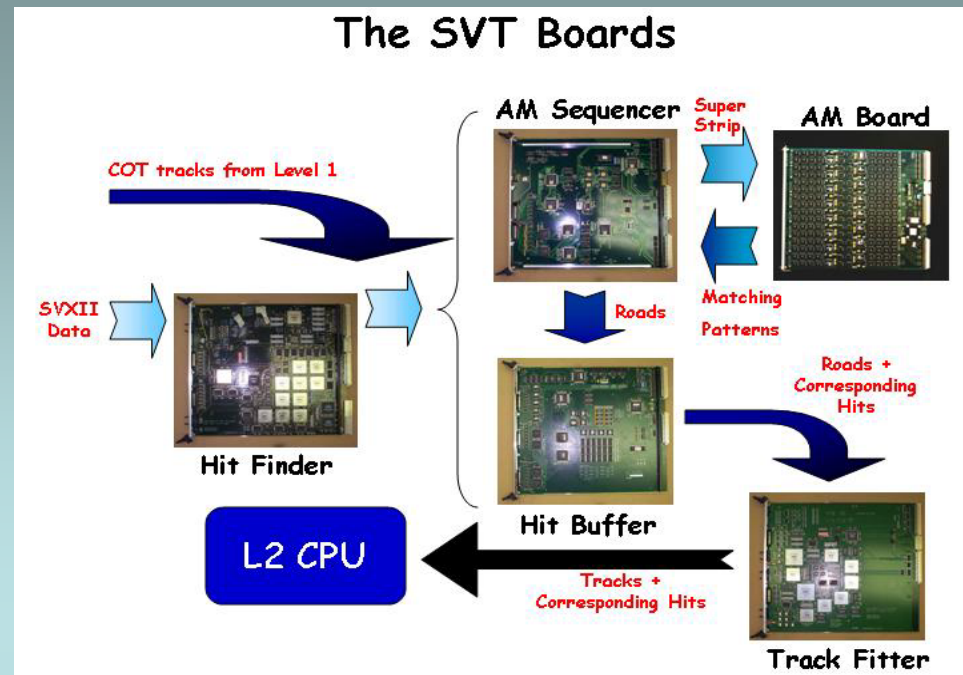 The SVT Boards
AM Sequencer
Super
Strip
AM Board
COT tracks from Level 1
SVXII
Data
Roads
Matching
Patterns
Roads +
Corresponding
Hits
Hit Finder
Hit Buffer
L2 CPU
Tracks +
Corresponding Hits
Track Fitter